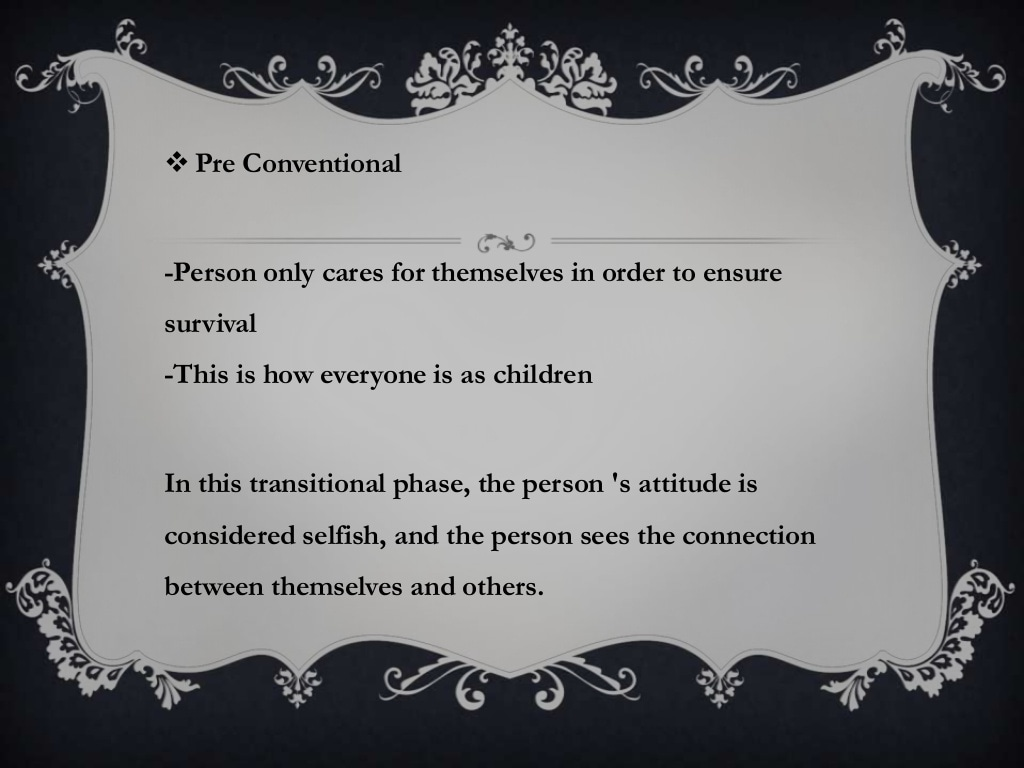 ❖ Pre Conventional
-Person only cares for themselves in order to ensure
survival
-This is how everyone is as children
In this transitional phase, the person 's attitude is
considered selfish, and the person sees the connection
between themselves and others.